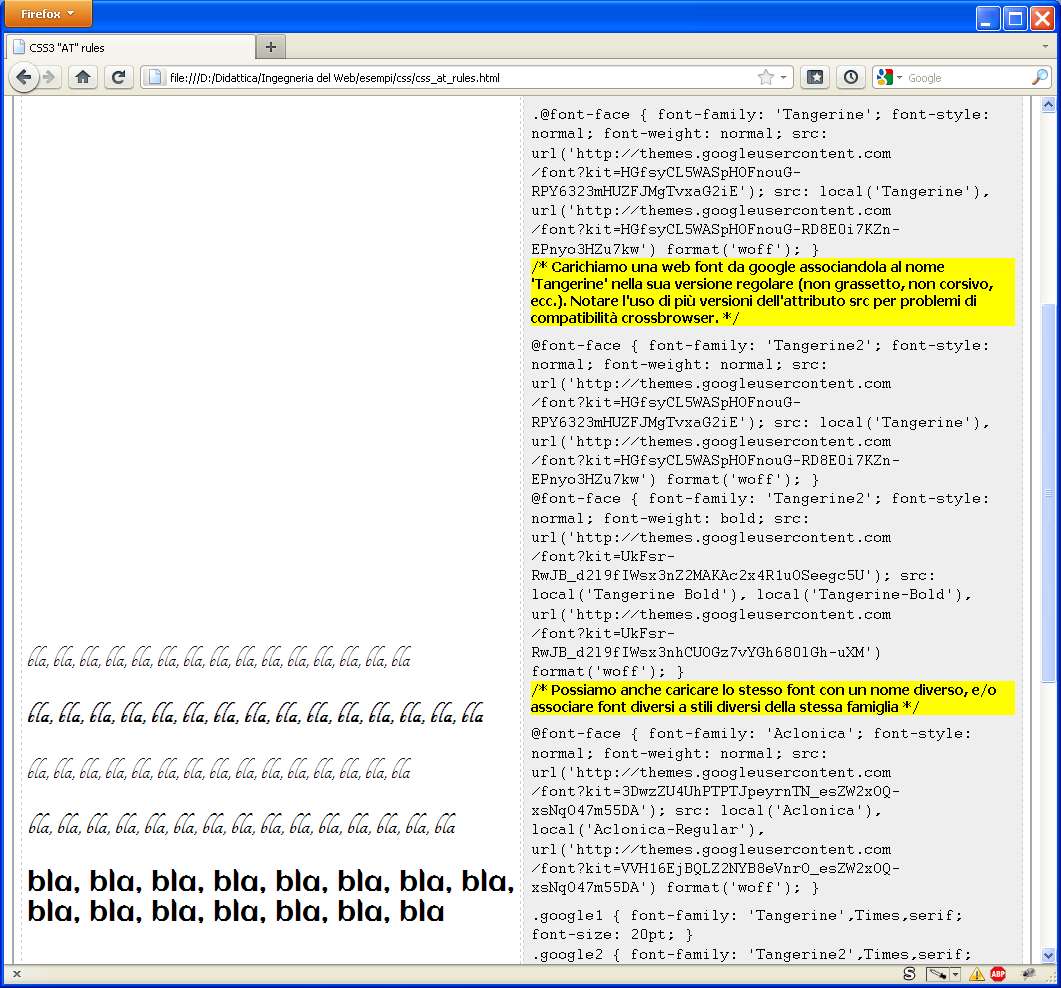 Firefox
CSS3 "AT" rules
file:///D:/Didattica/Ingegneria del Web/esempi/css/css_at_rules.html
Google
.@font-face { font-family: 'Tangerine'; font-style:
normal; font-weight: normal; src:
url('http://themes.googleusercontent.com
/font?kit=HGfsyCL5WASpHOFnouG-
RPY6323mHUZFJMgTvxaG2iE'); src: local('Tangerine'),
url('http://themes.googleusercontent.com
/font?kit=HGfsyCL5WASpHOFnouG-RD8E0i7KZn-
EPnyo3HZu7kw') format('woff'); }
/* Carichiamo una web font da google associandola al nome
'Tangerine' nella sua versione regolare (non grassetto, non corsivo,
ecc.). Notare l'uso di più versioni dell'attributo src per problemi di
compatibilità crossbrowser. */
@font-face { font-family: 'Tangerine2'; font-style:
normal; font-weight: normal; src:
url('http://themes.googleusercontent.com
/font?kit=HGfsyCL5WASpHOFnouG-
RPY6323mHUZFJMgTvxaG2iE'); src: local('Tangerine'),
url('http://themes.googleusercontent.com
/font?kit=HGfsyCL5WASpHOFnouG-RD8E0i7KZn-
EPnyo3HZu7kw') format('woff'); }
@font-face { font-family: 'Tangerine2'; font-style:
normal; font-weight: bold; src:
url('http://themes.googleusercontent.com
/font?kit=UkFsr-
RwJB_d2l9fIWsx3nZ2MAKAc2x4R1uOSeegc5U'); src:
local('Tangerine Bold'), local('Tangerine-Bold'),
url('http://themes.googleusercontent.com
/font?kit=UkFsr-
RwJB_d2l9fIWsx3nhCUOGz7vYGh680lGh-uXM')
format('woff'); }
/* Possiamo anche caricare lo stesso font con un nome diverso, e/o
associare font diversi a stili diversi della stessa famiglia */
@font-face { font-family: 'Aclonica'; font-style:
normal; font-weight: normal; src:
url('http://themes.googleusercontent.com
/font?kit=3DwzZU4UhPTPTJpeyrnTN_esZW2xOQ-
xsNqO47m55DA'); src: local('Aclonica'),
local('Aclonica-Regular'),
url('http://themes.googleusercontent.com
/font?kit=VVH16EjBQLZ2NYB8eVnrO_esZW2xOQ-
xsNqO47m55DA') format('woff'); }
.google1 { font-family: 'Tangerine',Times,serif;
font-size: 20pt; }
.google2 { font-family: 'Tangerine2',Times,serif;
bla, bla, bla, bla, bla, bla, bla, bla, bla, bla, bla, bla, bla, bla, bla
bla, bla, bla, bla, bla, bla, bla, bla, bla, bla, bla, bla, bla, bla, bla
bla, bla, bla, bla, bla, bla, bla, bla, bla, bla, bla, bla, bla, bla, bla
bla, bla, bla, bla, bla, bla, bla, bla, bla, bla, bla, bla, bla, bla, bla
bla, bla, bla, bla, bla, bla, bla, bla,
bla, bla, bla, bla, bla, bla, bla
S
ABP